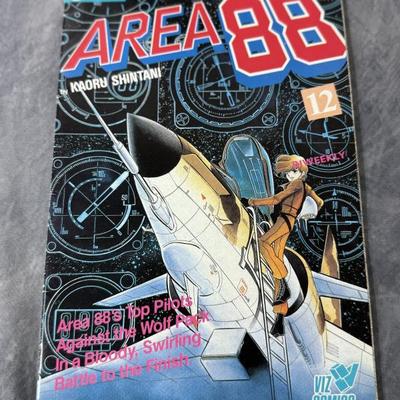 AREA 88
BY KAORU SHINTANI
12
BIWEEKLY
Area 88's Top Pilots
Against the Wolf Pack
In a Bloody, Swirling
Battle to the Finish.
VIZ
COMICS